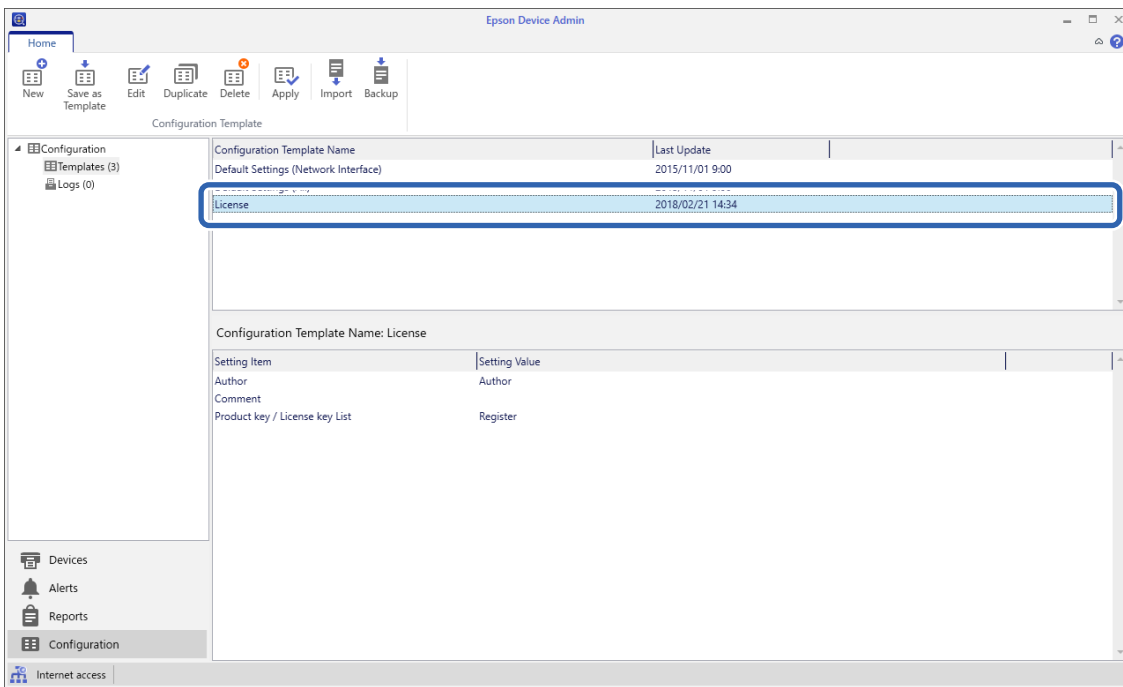 Epson Device Admin
Home
New Save as Template Edit Duplicate Delete Apply Import Backup
Configuration Template
Configuration
Templates (3)
Logs (0)
Configuration Template Name Last Update
Default Settings (Network Interface) 2015/11/01 9:00
License 2018/02/21 14:34
Configuration Template Name: License
Setting Item Setting Value
Author Author
Comment
Product key / License key List Register
Devices
Alerts
Reports
Configuration
Internet access